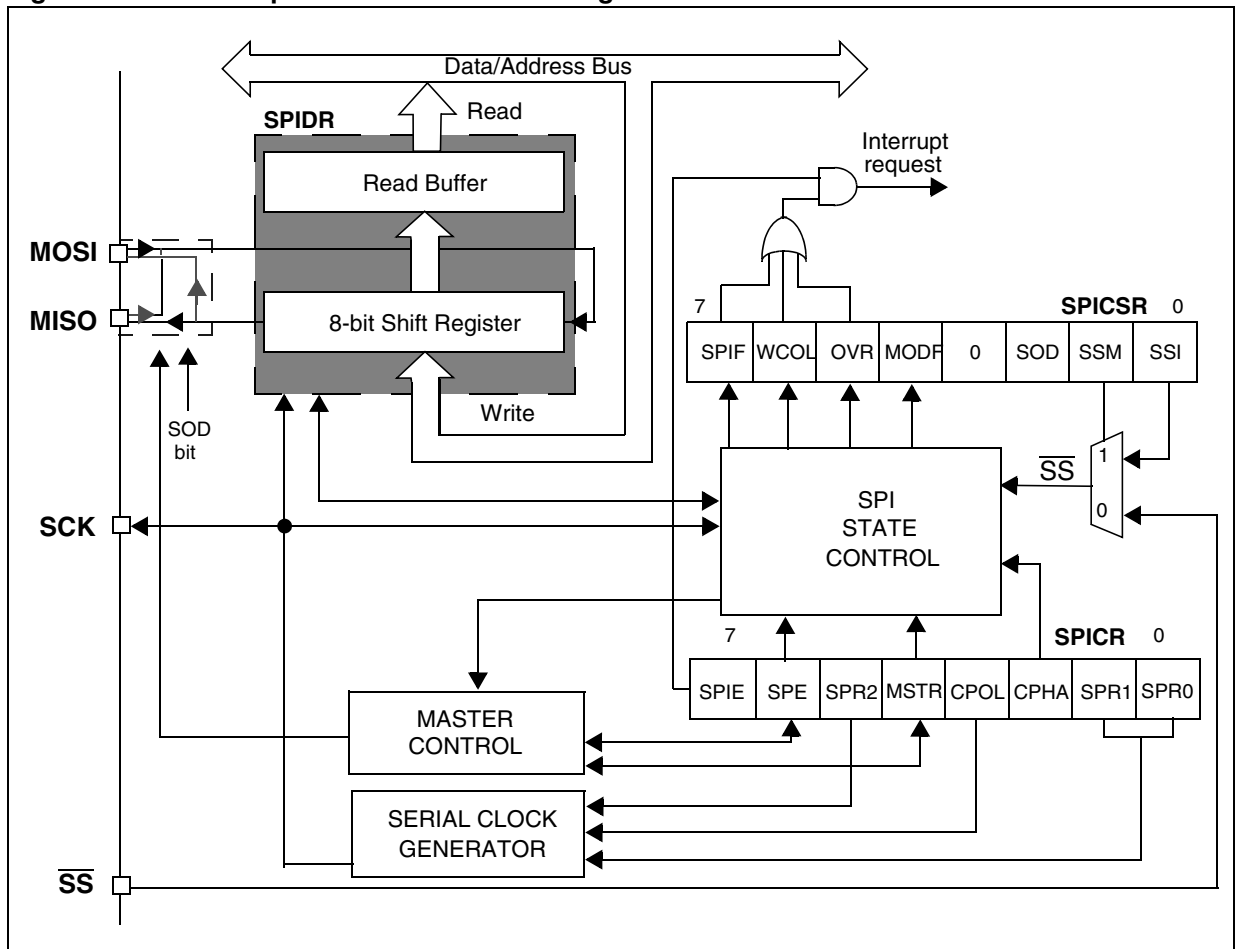 Data/Address Bus
SPIDR
Read
Read Buffer
Interrupt
request
MOSI
MISO
8-bit Shift Register
7
SPICSR
0
SPIF
WCOL
OVR
MODF
0
SOD
SSM
SSI
SOD
bit
Write
SS
1
0
SCK
SPI
STATE
CONTROL
7
SPICR
0
SPIE
SPE
SPR2
MSTR
CPOL
CPHA
SPR1
SPR0
MASTER
CONTROL
SERIAL CLOCK
GENERATOR
SS